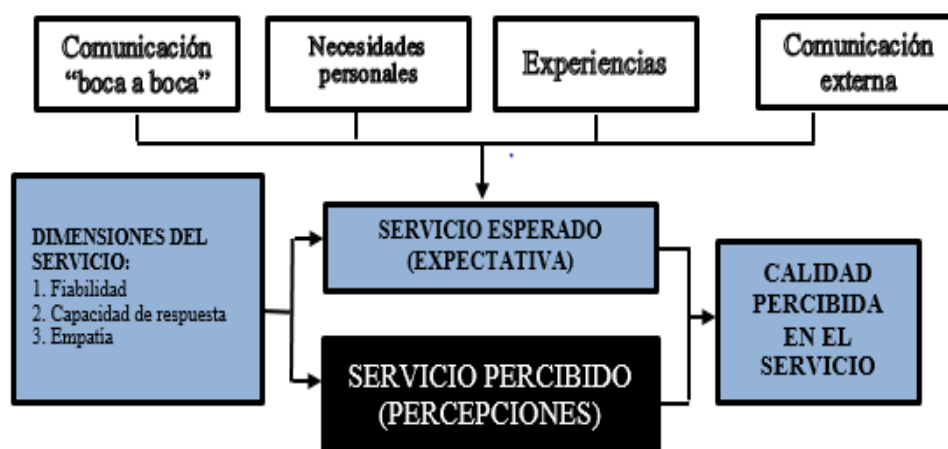 Comunicación
“boca a boca”
Necesidades
personales
Experiencias
Comunicación
externa
DIMENSIONES DEL
SERVICIO:
1. Fiabilidad
2. Capacidad de respuesta
3. Empatía
SERVICIO ESPERADO
(EXPECTATIVA)
SERVICIO PERCIBIDO
(PERCEPCIONES)
CALIDAD
PERCIBIDA
EN EL
SERVICIO